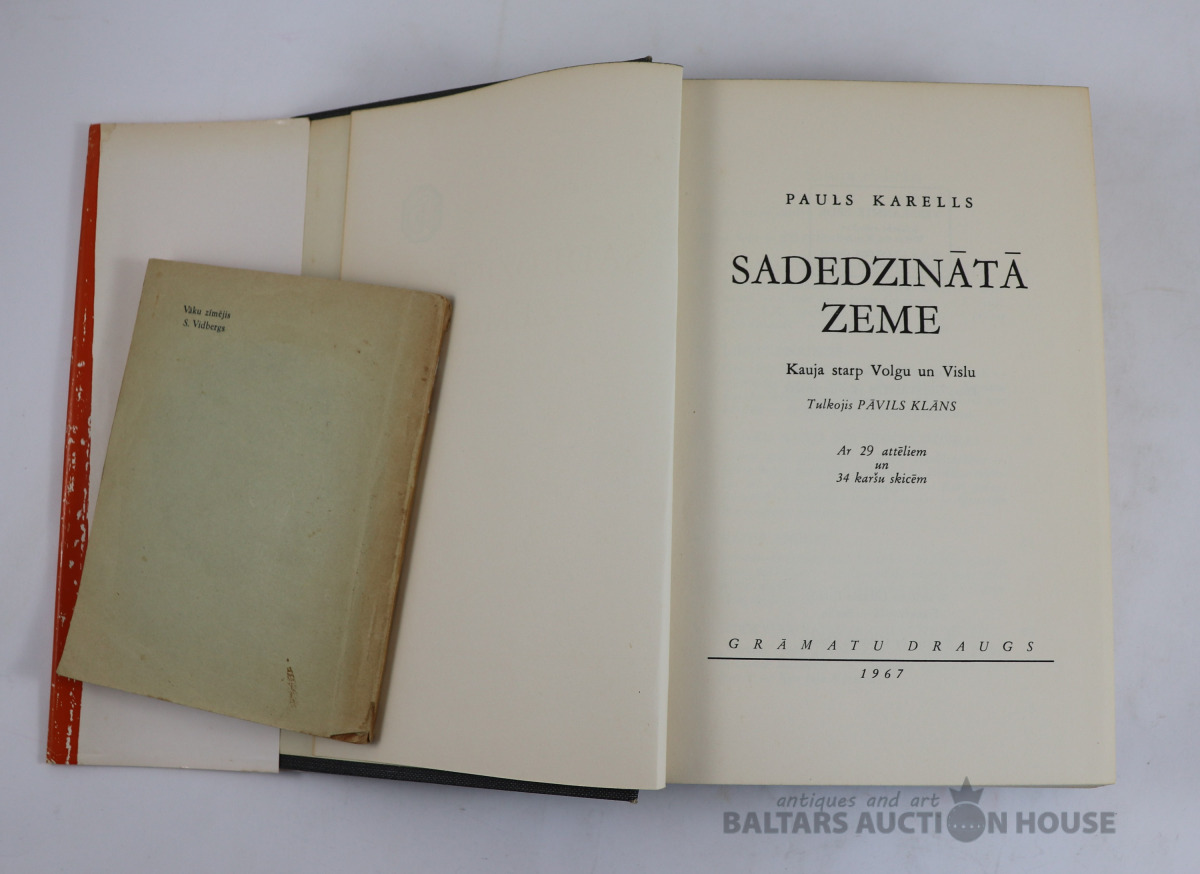 Vāku zīmējis
S. Vidbergs
PAULS KARELLS
SADEDZINĀTĀ
ZEME
Kauja starp Volgu un Vislu
Tulkojis PĀVILS KLĀNS
Ar 29 attēliem
un
34 karšu skicēm
GRĀMATU DRAUGS
1967
antiques and art
BALTARS AUCTION HOUSE